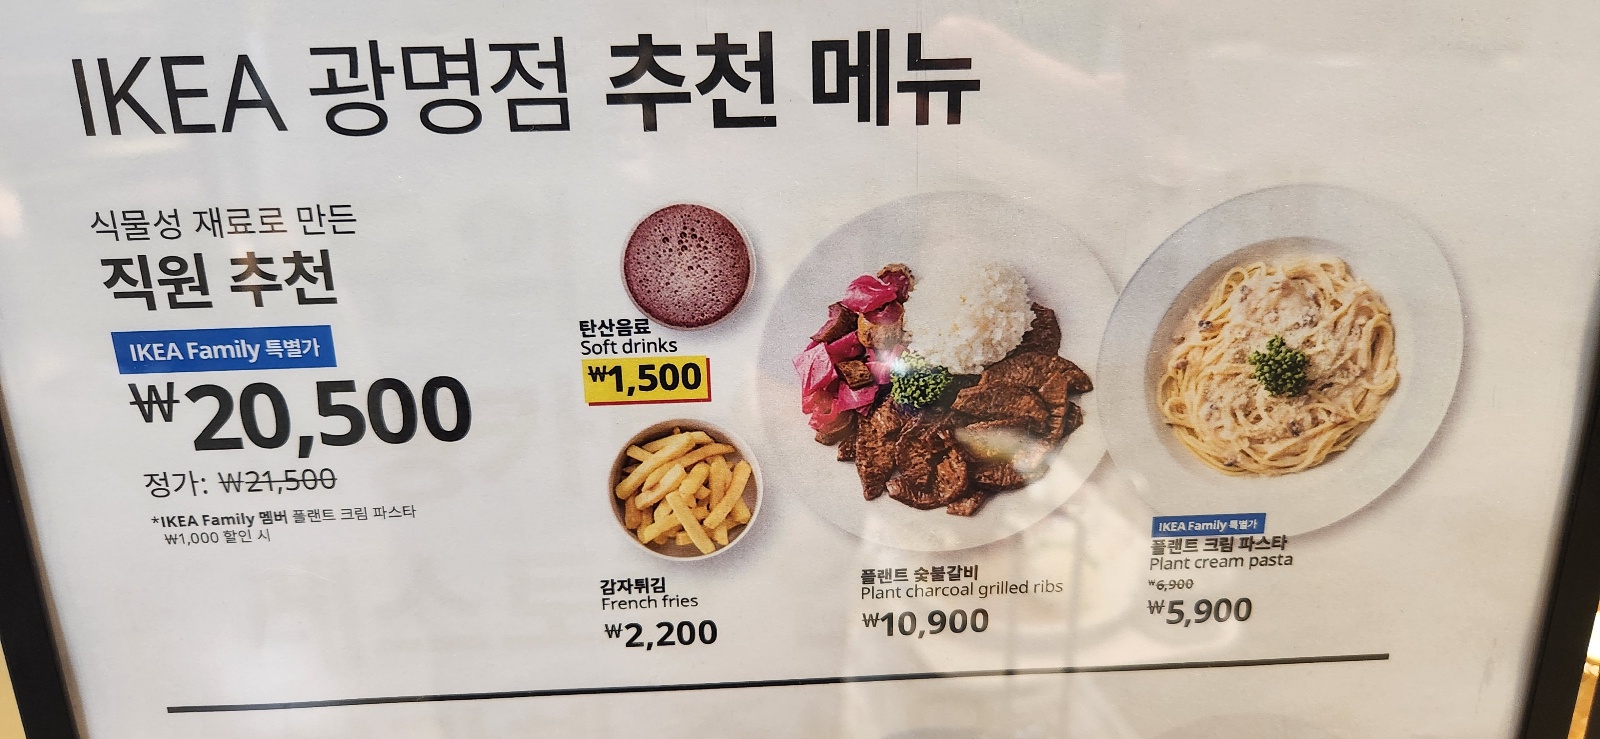 IKEA 광명점 추천 메뉴
식물성 재료로 만든
직원 추천
IKEA Family 특별가
₩20,500
정가: ₩21,500
*IKEA Family 멤버 플랜트 크림 파스타
₩1,000 할인 시
탄산음료
Soft drinks
₩1,500
감자튀김
French fries
₩2,200
플랜트 숯불갈비
Plant charcoal grilled ribs
₩10,900
IKEA Family 특별가
플랜트 크림 파스타
Plant cream pasta
₩6,900
₩5,900